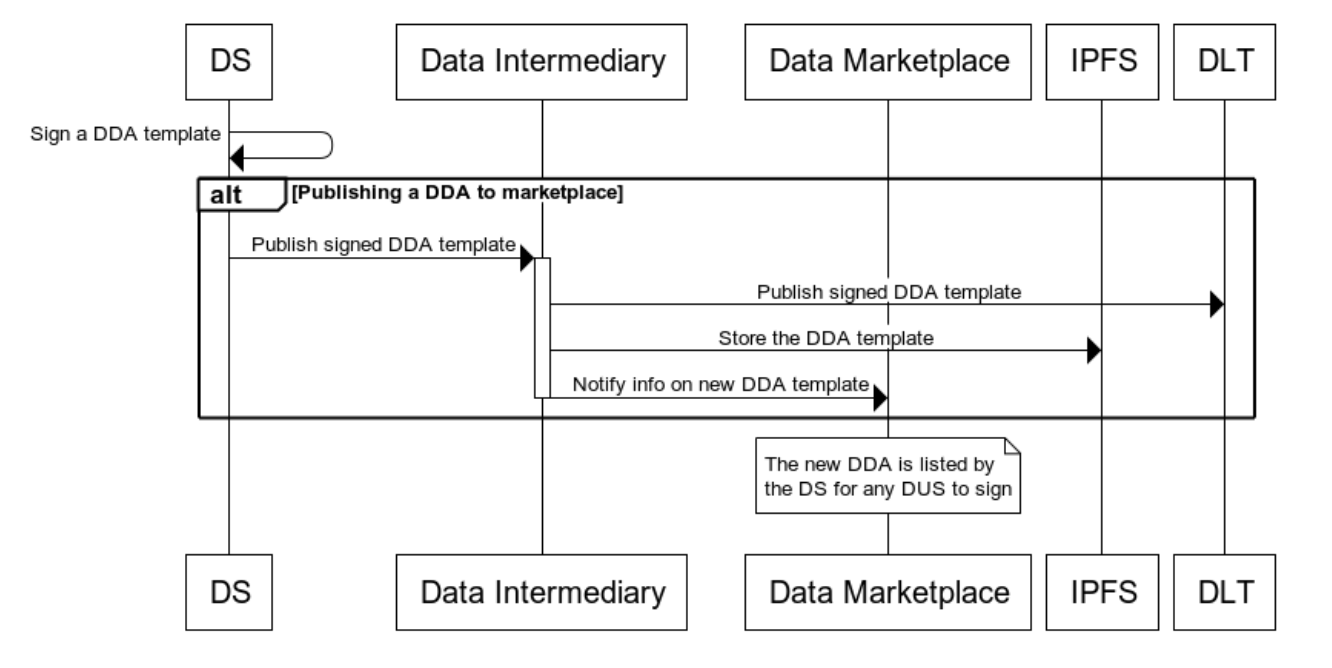 DS
Data Intermediary
Data Marketplace
IPFS
DLT
Sign a DDA template
alt
[Publishing a DDA to marketplace]
Publish signed DDA template
Publish signed DDA template
Store the DDA template
Notify info on new DDA template
The new DDA is listed by
the DS for any DUS to sign
DS
Data Intermediary
Data Marketplace
IPFS
DLT